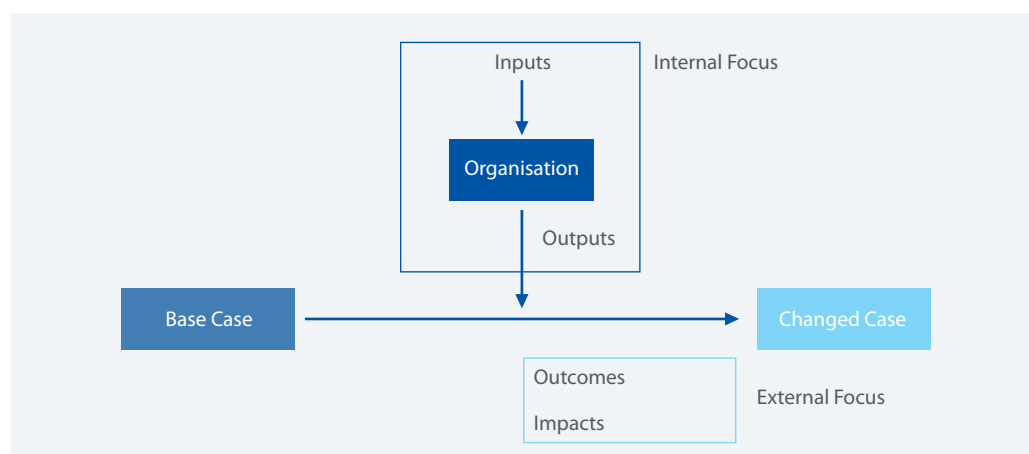 Inputs
Internal Focus
Organisation
Outputs
Base Case
Changed Case
Outcomes
External Focus
Impacts